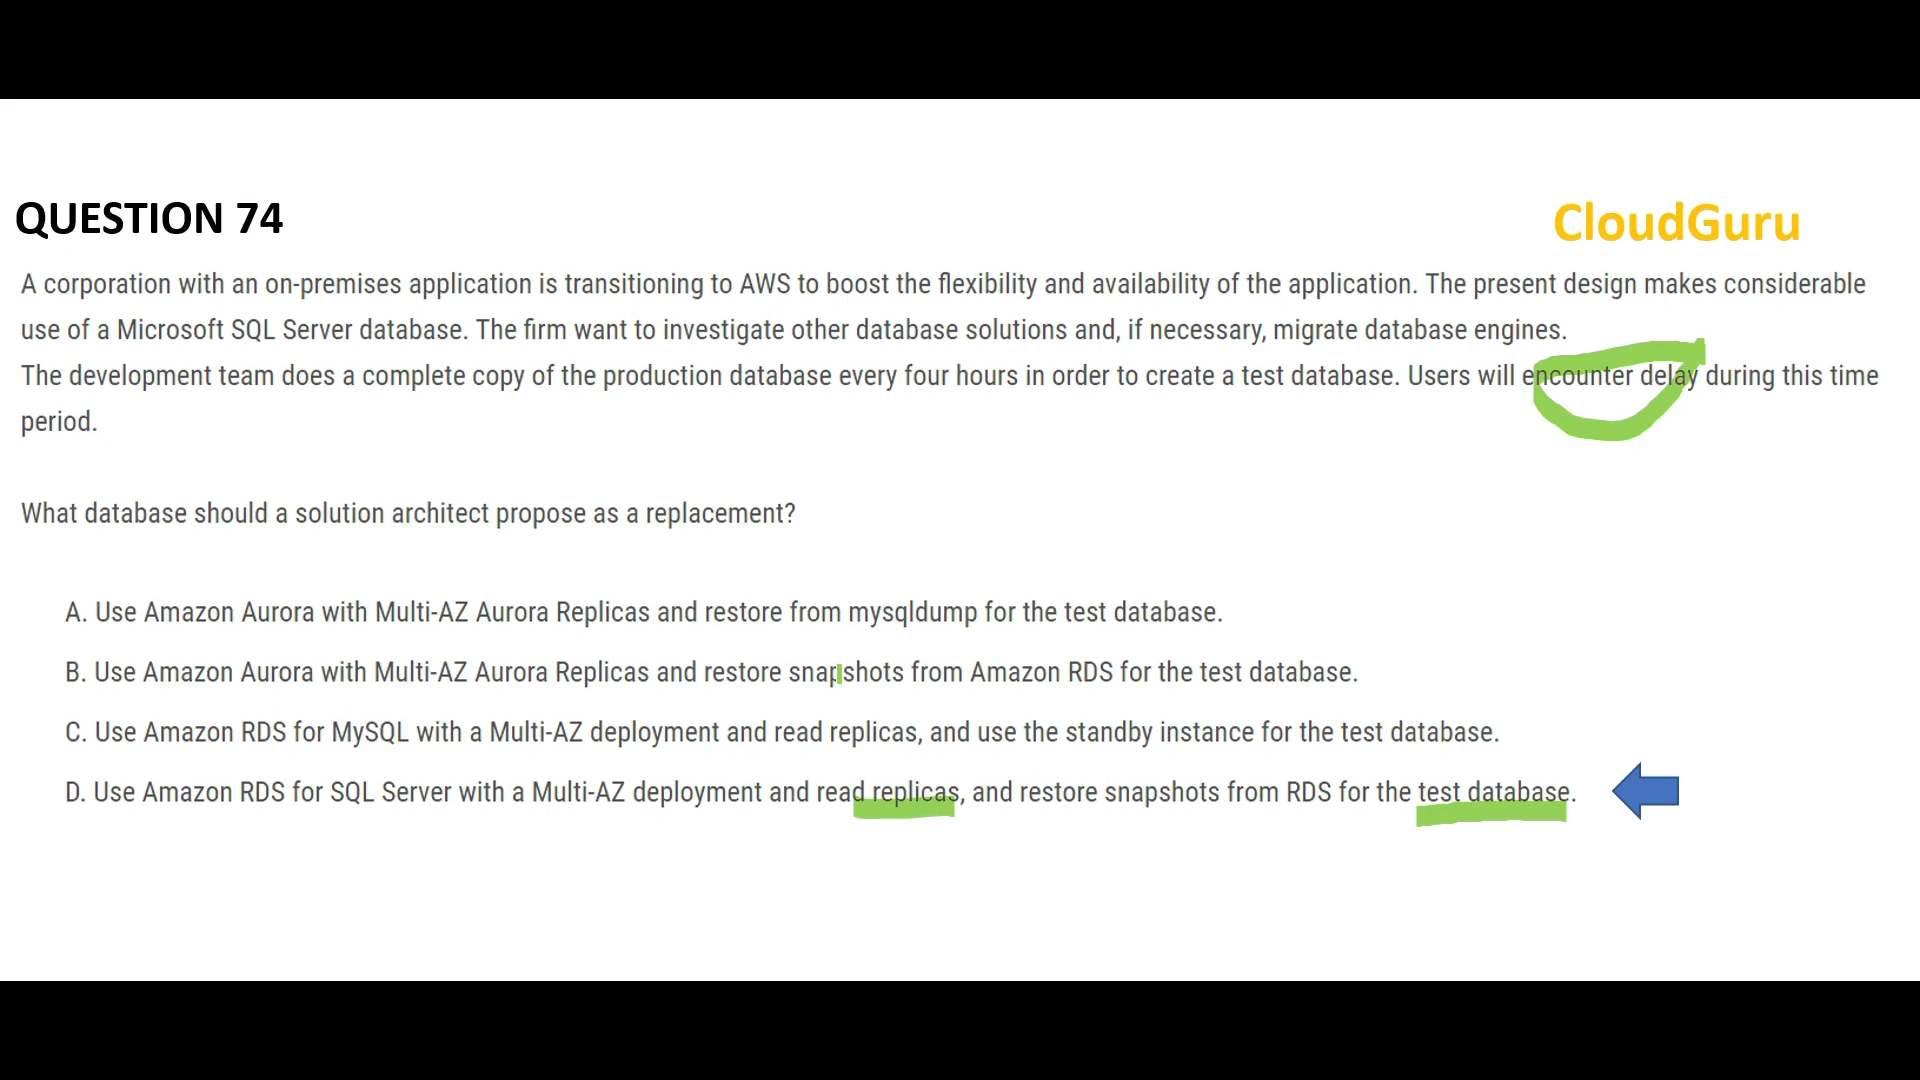 QUESTION 74
CloudGuru
A corporation with an on-premises application is transitioning to AWS to boost the flexibility and availability of the application. The present design makes considerable
use of a Microsoft SQL Server database. The firm want to investigate other database solutions and, if necessary, migrate database engines.
The development team does a complete copy of the production database every four hours in order to create a test database. Users will encounter delay during this time
period.
What database should a solution architect propose as a replacement?
A. Use Amazon Aurora with Multi-AZ Aurora Replicas and restore from mysqldump for the test database.
B. Use Amazon Aurora with Multi-AZ Aurora Replicas and restore snapshots from Amazon RDS for the test database.
C. Use Amazon RDS for MySQL with a Multi-AZ deployment and read replicas, and use the standby instance for the test database.
D. Use Amazon RDS for SQL Server with a Multi-AZ deployment and read replicas, and restore snapshots from RDS for the test database.